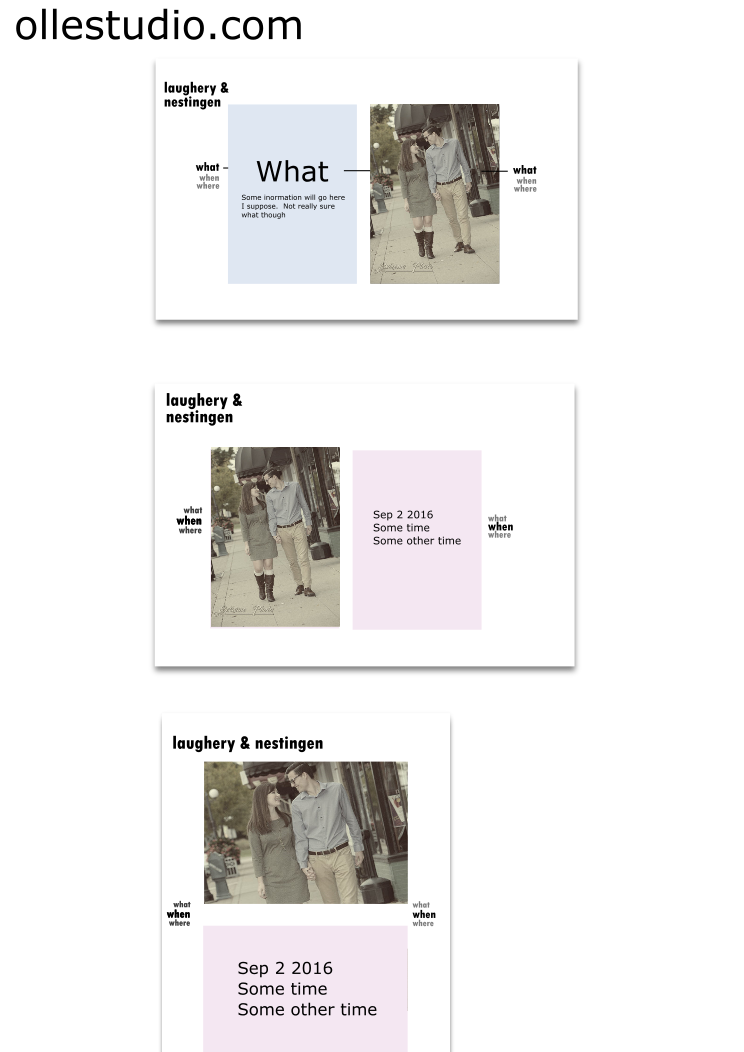 ollestudio.com
laughery &
nestingen
what
when
where
What
Some inormation will go here
I suppose. Not really sure
what though
what
when
where
laughery &
nestingen
what
when
where
Sep 2 2016
Some time
Some other time
what
when
where
laughery & nestingen
what
when
where
what
when
where
Sep 2 2016
Some time
Some other time